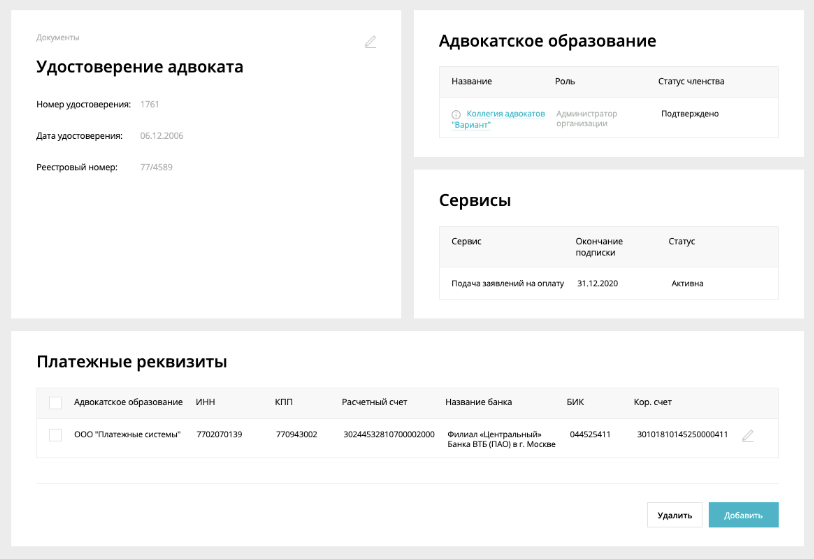 Документы
Удостоверение адвоката
Номер удостоверения: 1761
Дата удостоверения: 06.12.2006
Реестровый номер: 77/4589
Адвокатское образование
Название Роль Статус членства
Коллегия адвокатов Администратор Подтверждено
"Вариант" организации
Сервисы
Сервис Окончание Статус
подписки
Подача заявлений на оплату 31.12.2020 Активна
Платежные реквизиты
Адвокатское образование ИНН КПП Расчетный счет Название банка БИК Кор. счет
ООО "Платежные системы" 7702070139 770943002 30244532810700002000 Филиал «Центральный» 044525411 30101810145250000411
Банка ВТБ (ПАО) в г. Москве
Удалить Добавить